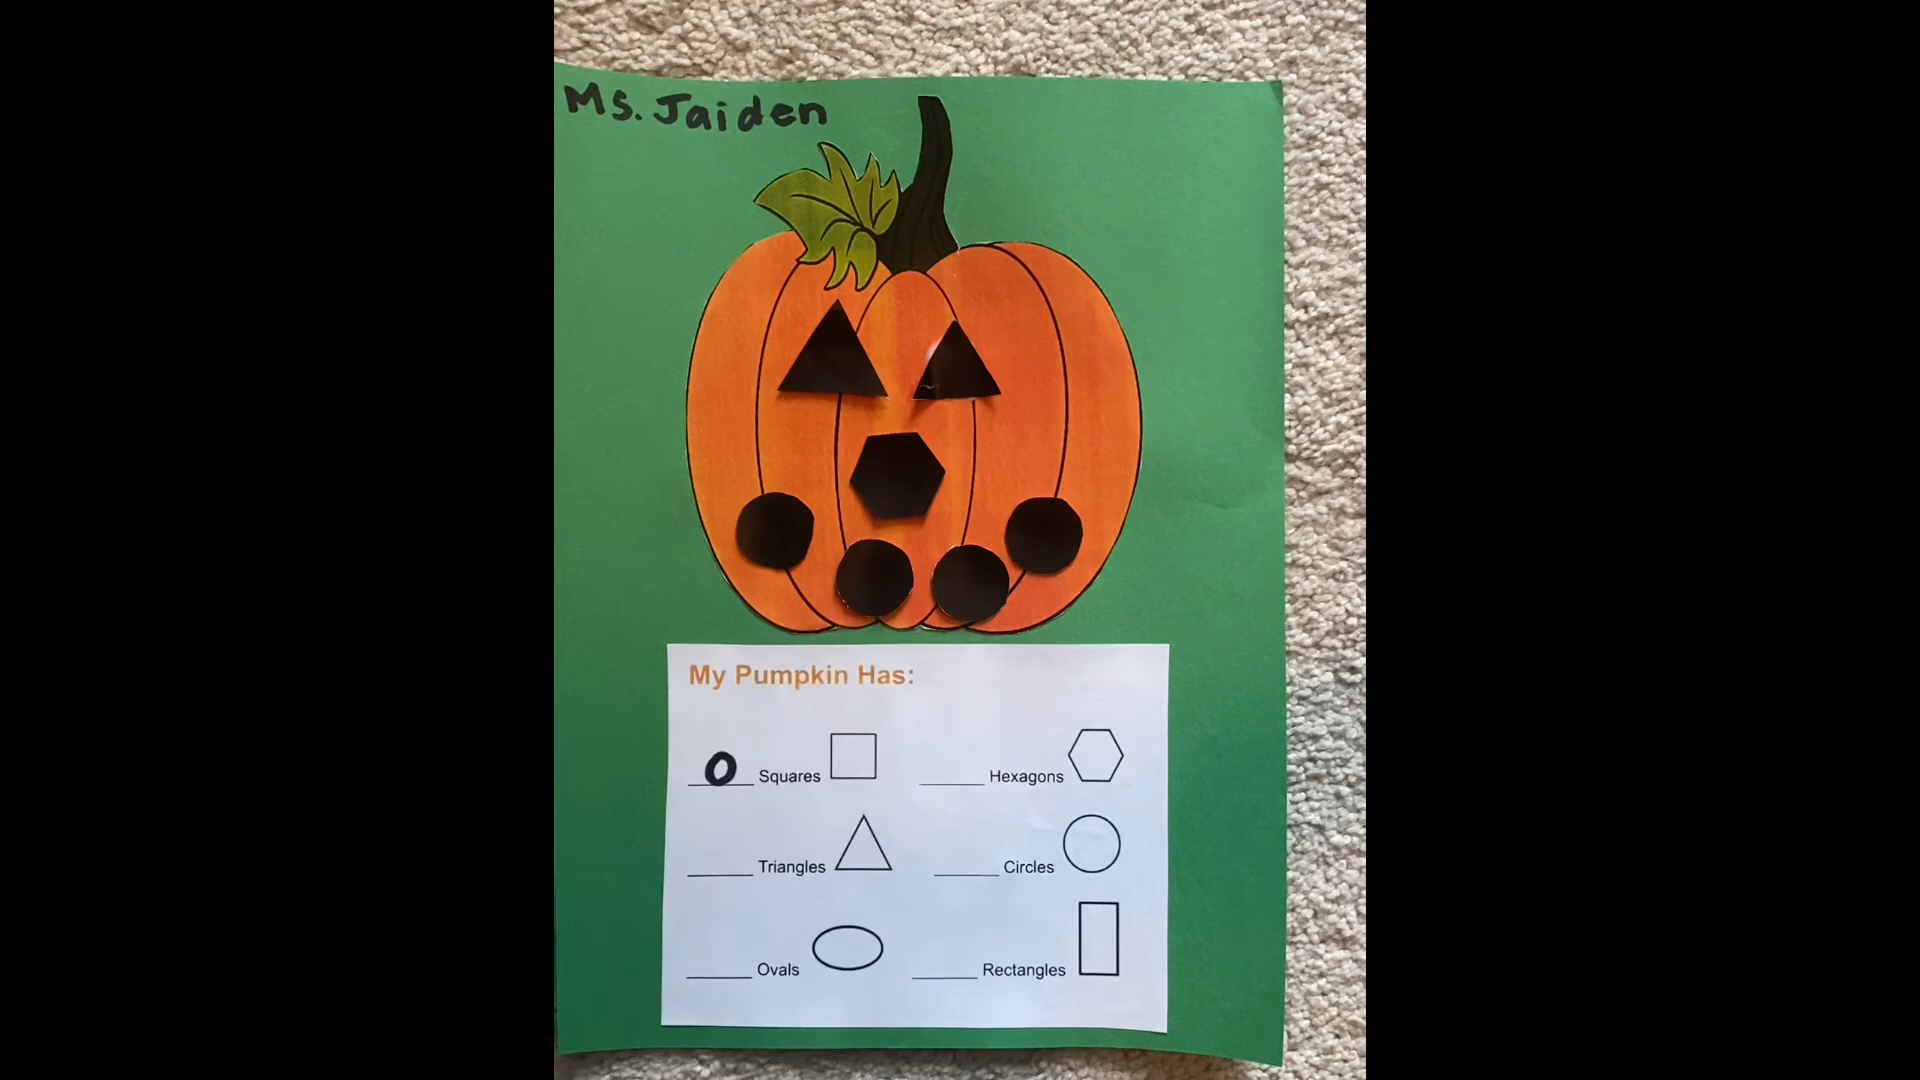 Ms. Jaiden
My Pumpkin Has:
0 Squares
Hexagons
Triangles
Circles
Ovals
Rectangles